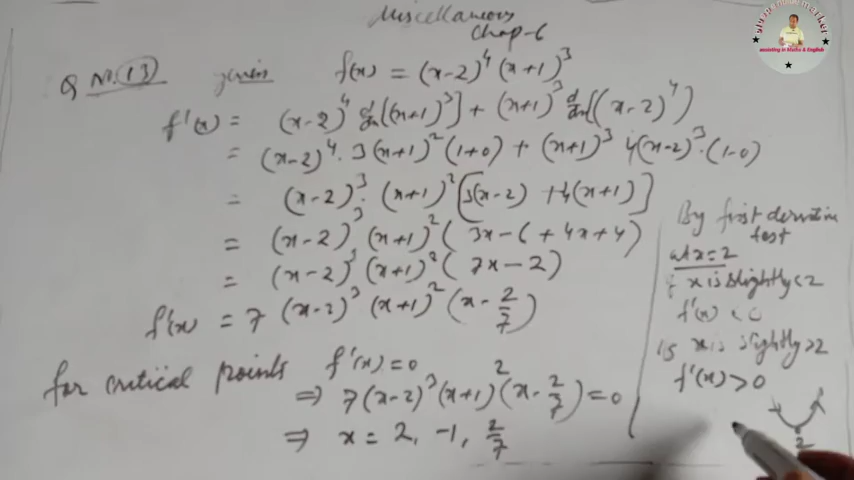 Miscellaneous
Chap-6
Q No. 13 given f(x) = (x-2)⁴ (x+1)³
f'(x) = (x-2)⁴ d/dx[(x+1)³] + (x+1)³ d/dx[(x-2)⁴)
= (x-2)⁴ · 3(x+1)² (1+0) + (x+1)³ 4(x-2)³ · (1-0)
= (x-2)³ · (x+1)² [3(x-2) + 4(x+1)]
= (x-2)³ (x+1)² (3x-6+4x+4)
= (x-2)³ (x+1)² (7x-2)
f'(x) = 7 (x-2)³ (x+1)² (x - 2/7)
for critical points f'(x) = 0
⇒ 7(x-2)³ (x+1)² (x - 2/7) = 0
⇒ x = 2, -1, 2/7
By first derivative
test
at x=2
x is slightly < 2
f'(x) < 0
if x is slightly >2
f'(x) > 0
2
assisting in Maths & English